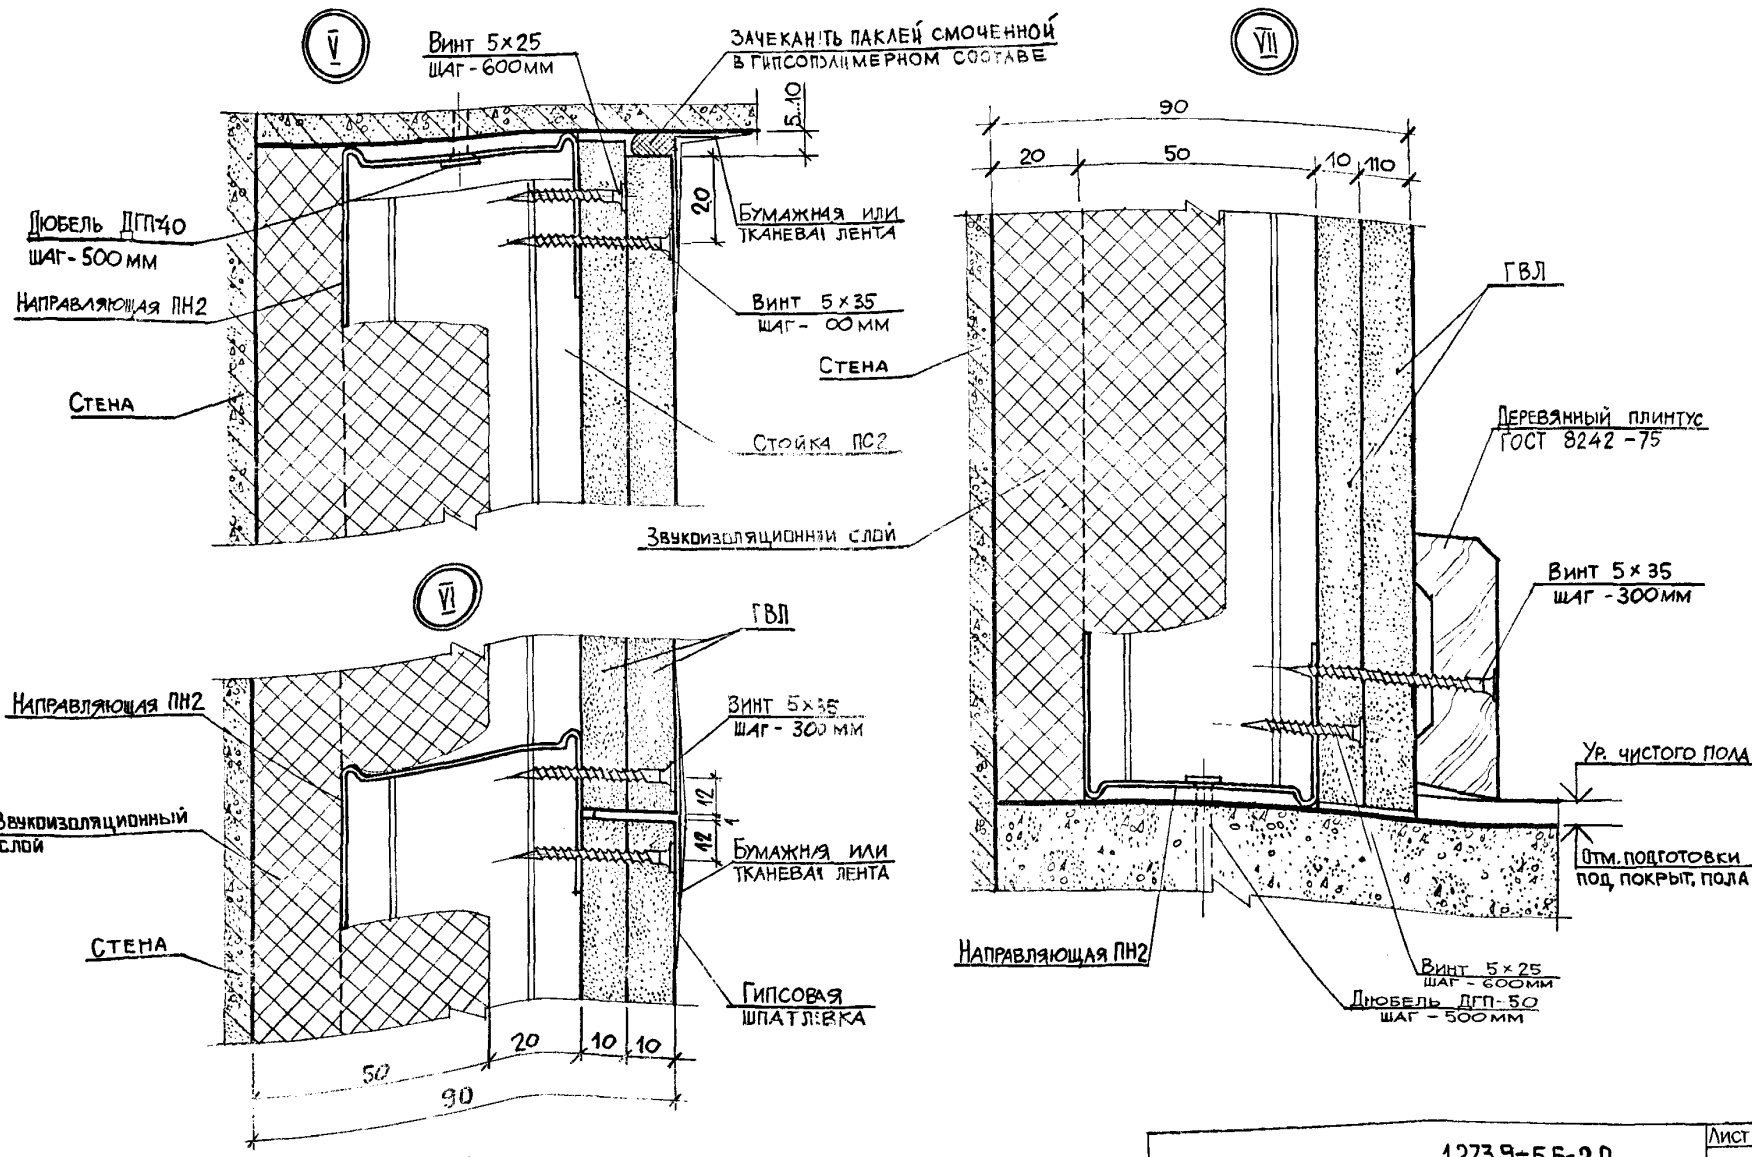 V
Винт 5×25
ШАГ-600мм
ЗАЧЕКАНИТЬ ПАКЛЕЙ СМОЧЕННОЙ
В ГИПСОПОЛИМЕРНОМ СОСТАВЕ
5..10
20
ДЮБЕЛЬ ДГП-40
ШАГ-500 ММ
НАПРАВЛЯЮЩАЯ ПН2
СТЕНА
БУМАЖНАЯ ИЛИ
ТКАНЕВАЯ ЛЕНТА
Винт 5×35
ШАГ- 00 ММ
СТОЙКА ПС2
ЗВУКОИЗОЛЯЦИОННЫЙ СЛОЙ
VI
ГВЛ
НАПРАВЛЯЮЩАЯ ПН2
ВИНТ 5×35
ШАГ-300 ММ
12
1
12
ЗВУКОИЗОЛЯЦИОННЫЙ
СЛОЙ
БУМАЖНАЯ ИЛИ
ТКАНЕВАЯ ЛЕНТА
СТЕНА
ГИПСОВАЯ
ШПАТЛЕВКА
20 10 10
50
90
VII
90
20 50 10 110
ГВЛ
СТЕНА
ДЕРЕВЯННЫЙ ПЛИНТУС
ГОСТ 8242-75
Винт 5×35
ШАГ-300ММ
УР. ЧИСТОГО ПОЛА
ОТМ. ПОДГОТОВКИ
ПОД ПОКРЫТ. ПОЛА
НАПРАВЛЯЮЩАЯ ПН2
Винт 5×25
ШАГ-600ММ
ДЮБЕЛЬ ДГП-50
ШАГ-500ММ
ЛИСТ